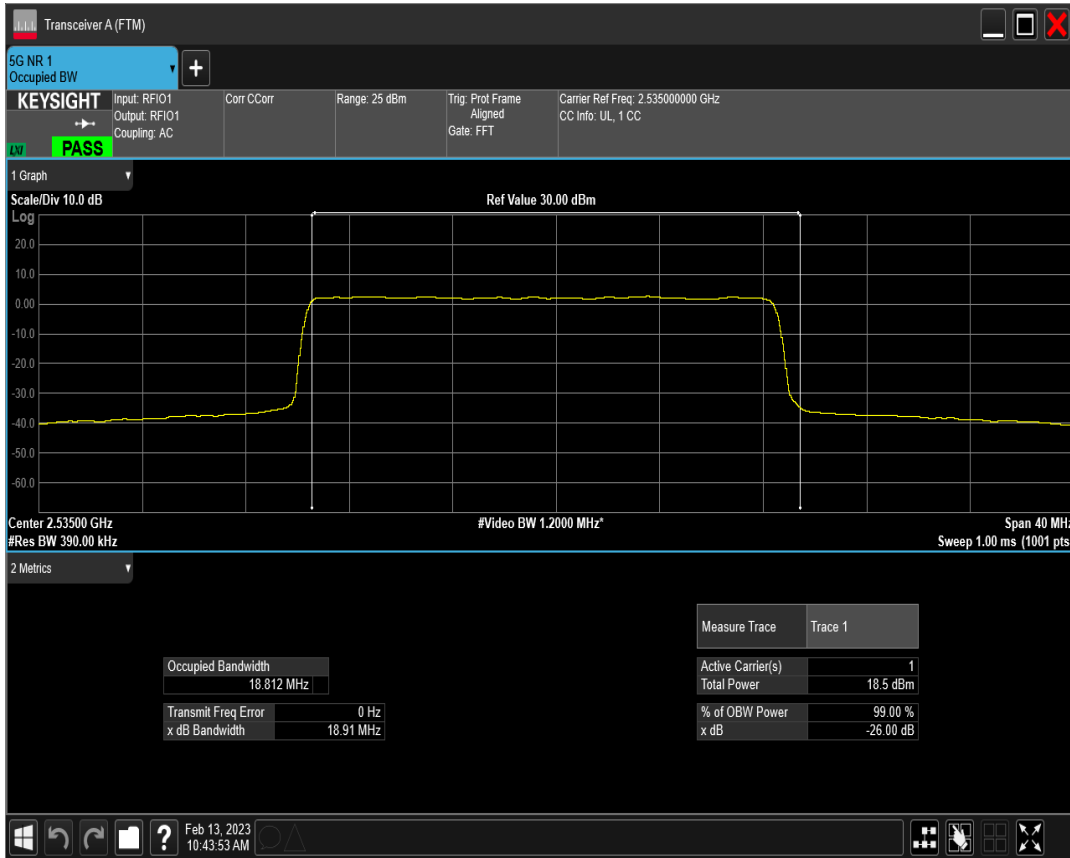 Transceiver A (FTM)
5G NR 1
Occupied BW
+
KEYSIGHT
LXI
PASS
Input: RFIO1
Output: RFIO1
Coupling: AC
Corr CCorr
Range: 25 dBm
Trig: Prot Frame
Aligned
Gate: FFT
Carrier Ref Freq: 2.535000000 GHz
CC Info: UL, 1 CC
1 Graph
Scale/Div 10.0 dB
Ref Value 30.00 dBm
Log
20.0
10.0
0.00
-10.0
-20.0
-30.0
-40.0
-50.0
-60.0
Center 2.53500 GHz
#Video BW 1.2000 MHz*
Span 40 MHz
#Res BW 390.00 kHz
Sweep 1.00 ms (1001 pts
2 Metrics
Measure Trace Trace 1
Occupied Bandwidth
18.812 MHz
Active Carrier(s) 1
Total Power 18.5 dBm
Transmit Freq Error 0 Hz
x dB Bandwidth 18.91 MHz
% of OBW Power 99.00 %
x dB -26.00 dB
?
Feb 13, 2023
10:43:53 AM